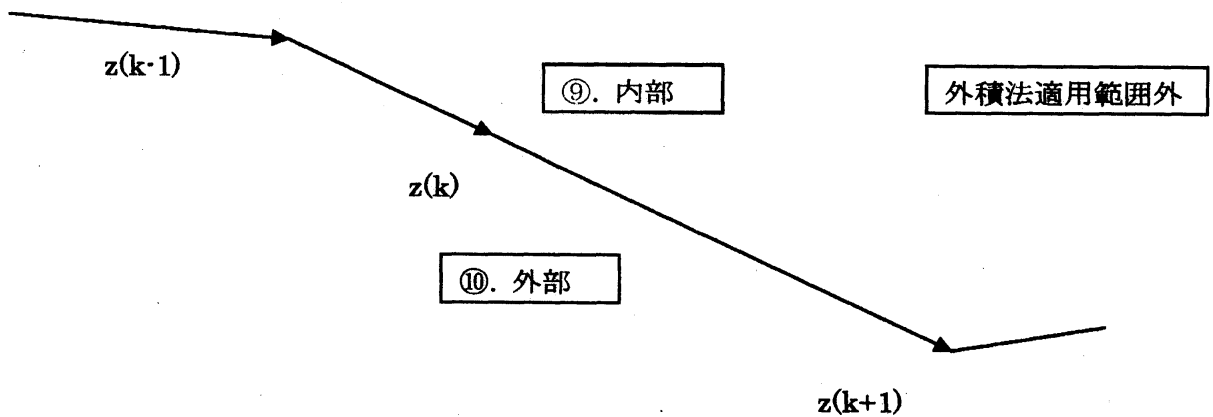 z(k-1)
⑨. 内部
外積法適用範囲外
z(k)
⑩. 外部
z(k+1)